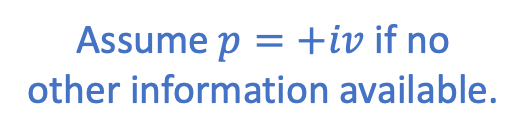 Assume p = +iv if no
other information available.